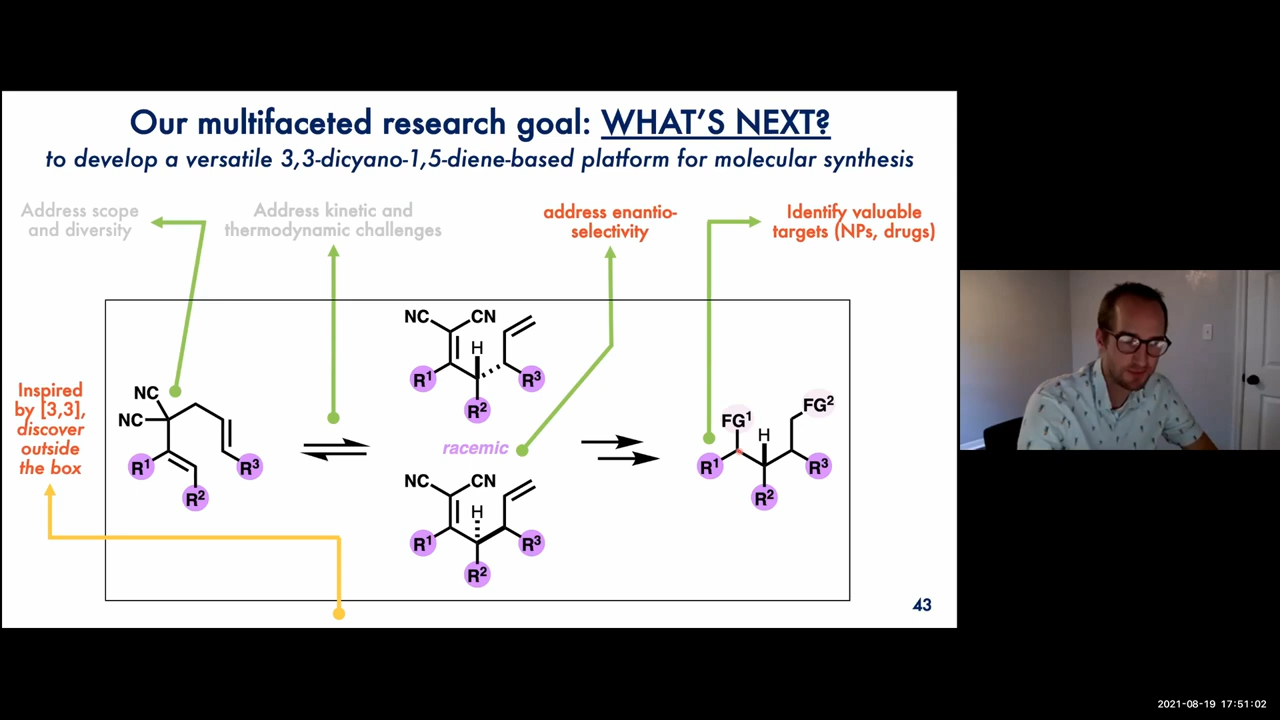 Our multifaceted research goal: WHAT'S NEXT?
to develop a versatile 3,3-dicyano-1,5-diene-based platform for molecular synthesis
Address scope
and diversity
Address kinetic and
thermodynamic challenges
address enantio-
selectivity
Identify valuable
targets (NPs, drugs)
Inspired
by [3,3],
discover
outside
the box
NC
NC
R¹
R²
R³
NC CN
H
R¹
R³
R²
racemic
NC CN
H
R¹
R³
R²
FG¹
FG²
H
R¹
R³
R²
43
2021-08-19 17:51:02